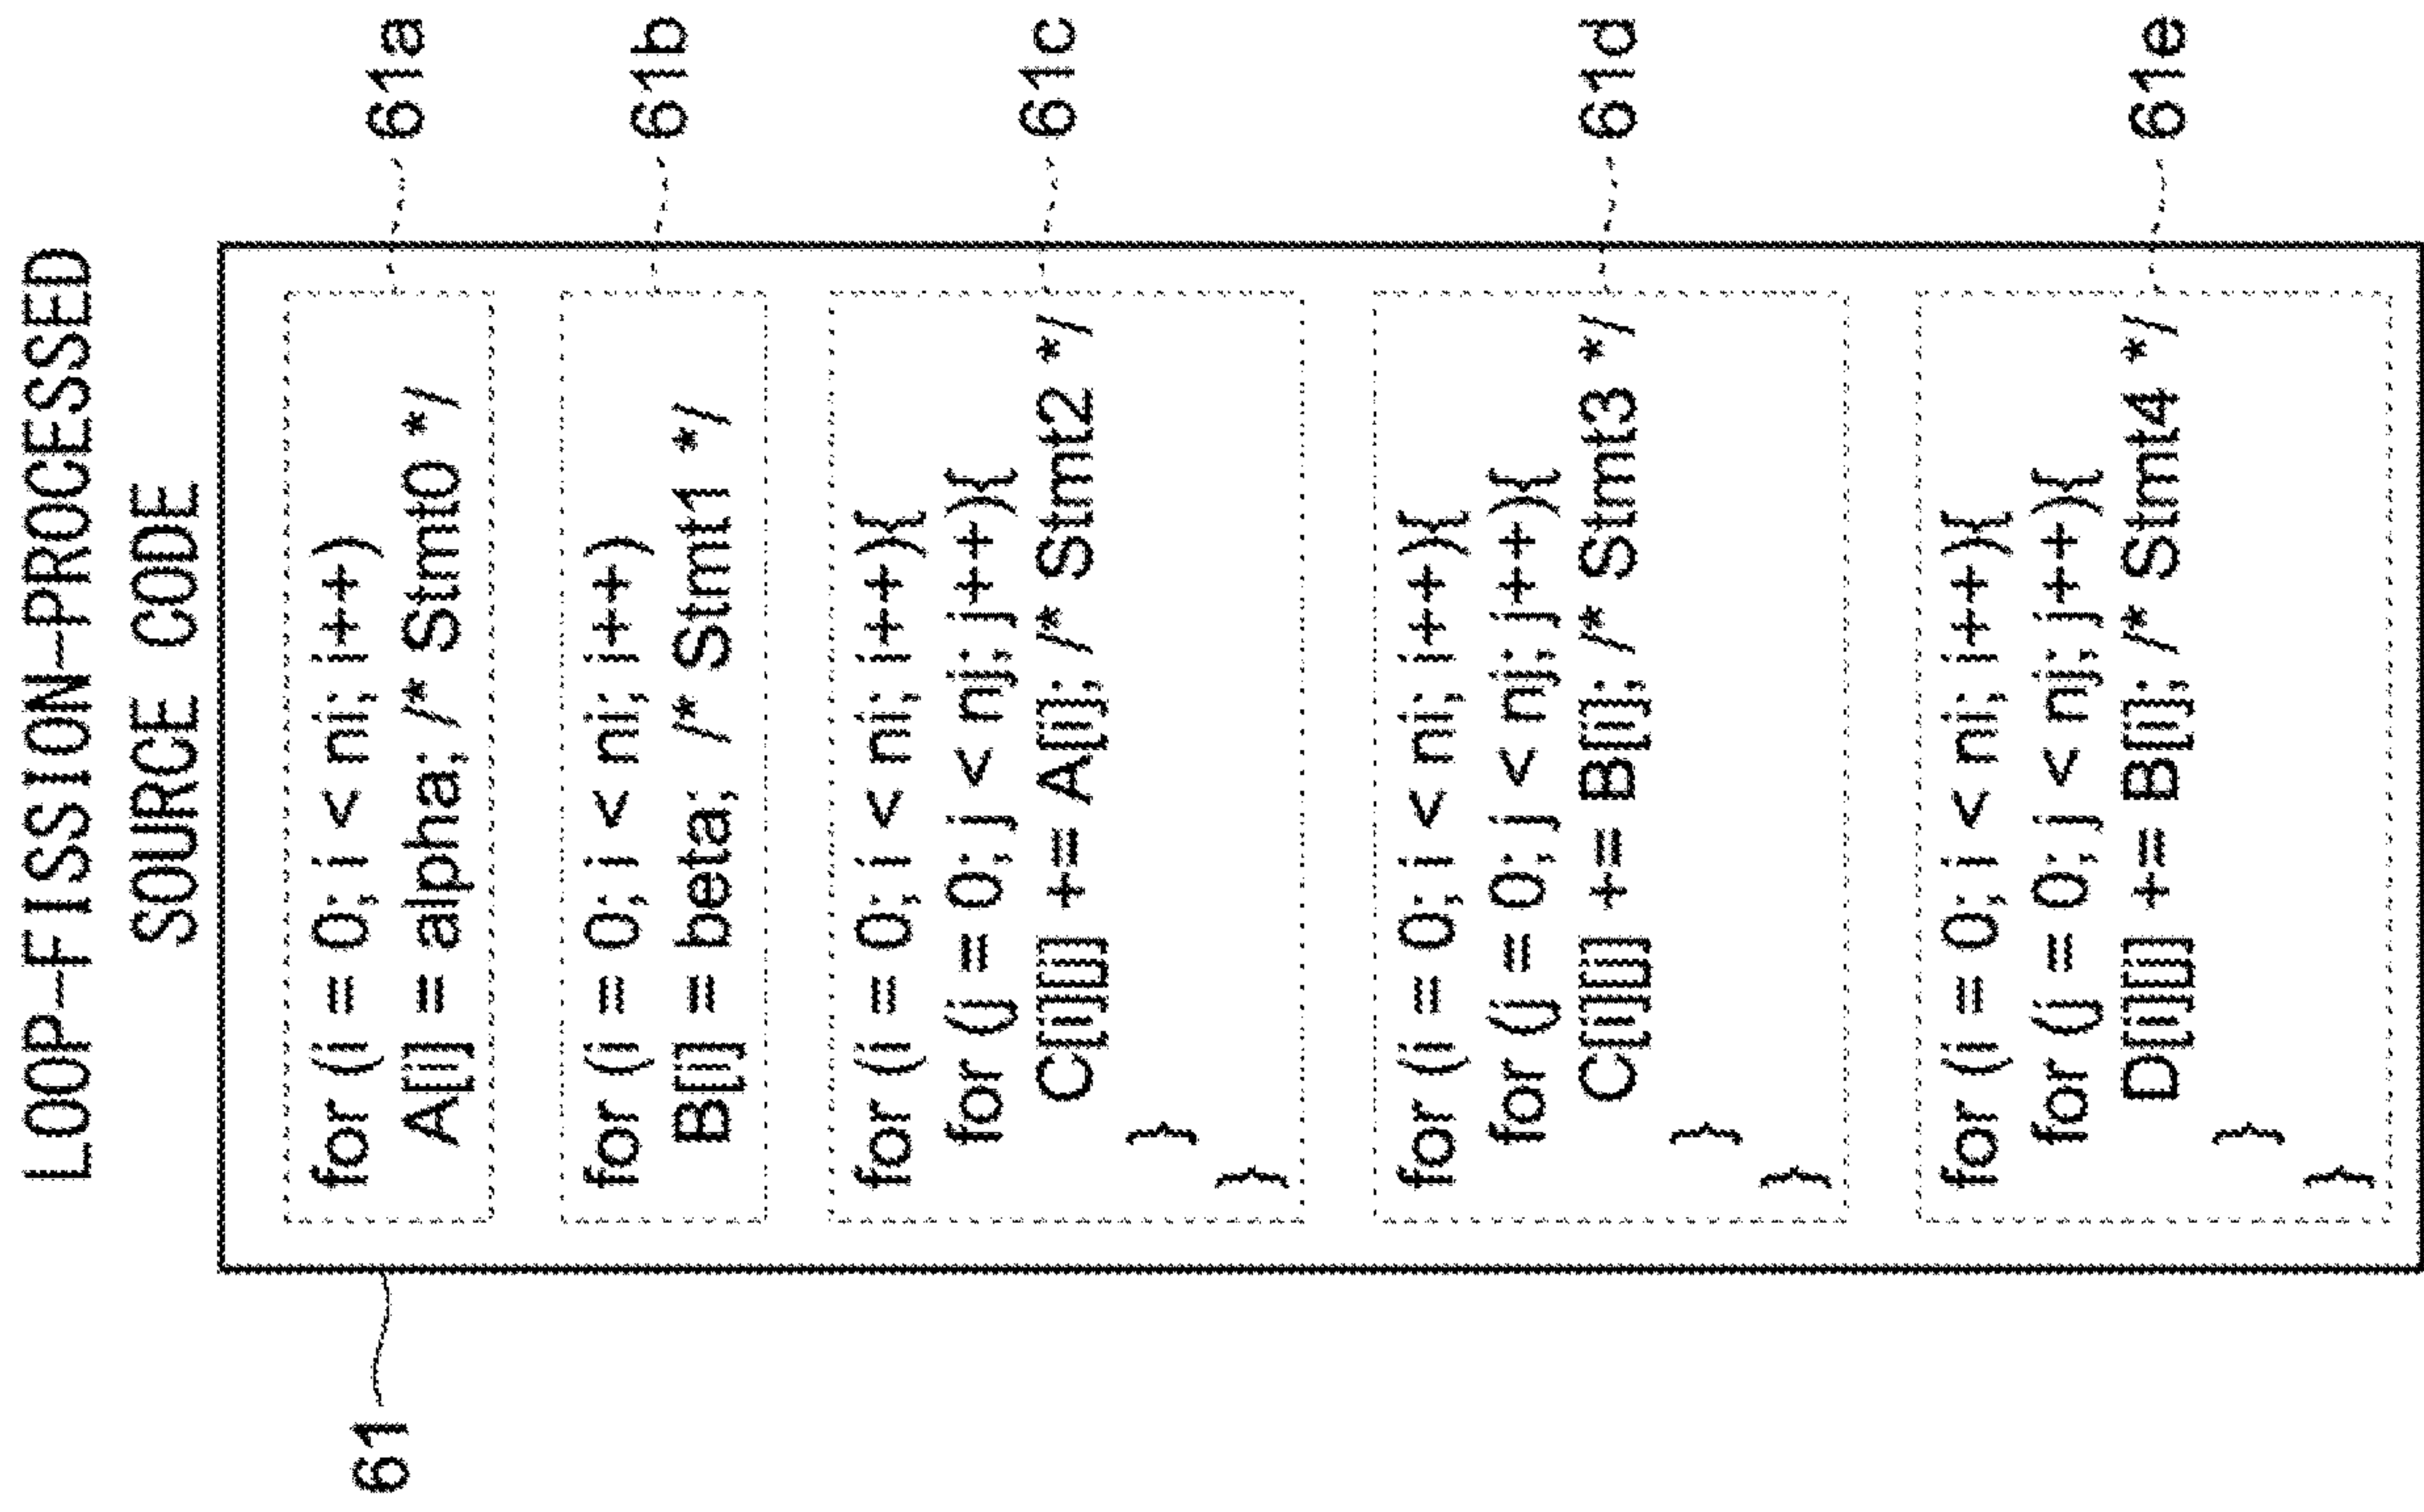 LOOP-FISSION-PROCESSED
SOURCE CODE
61
for (i = 0; i < ni; i++)
A[i] = alpha; /* Stmt0 */
61a
for (i = 0; i < ni; i++)
B[i] = beta; /* Stmt1 */
61b
for (i = 0; i < ni; i++){
for (j = 0; j < nj; j++){
C[i][j] += A[i]; /* Stmt2 */
}
}
61c
for (i = 0; i < ni; i++){
for (j = 0; j < nj; j++){
C[i][j] += B[i]; /* Stmt3 */
}
}
61d
for (i = 0; i < ni; i++){
for (j = 0; j < nj; j++){
D[i][j] += B[i]; /* Stmt4 */
}
}
61e